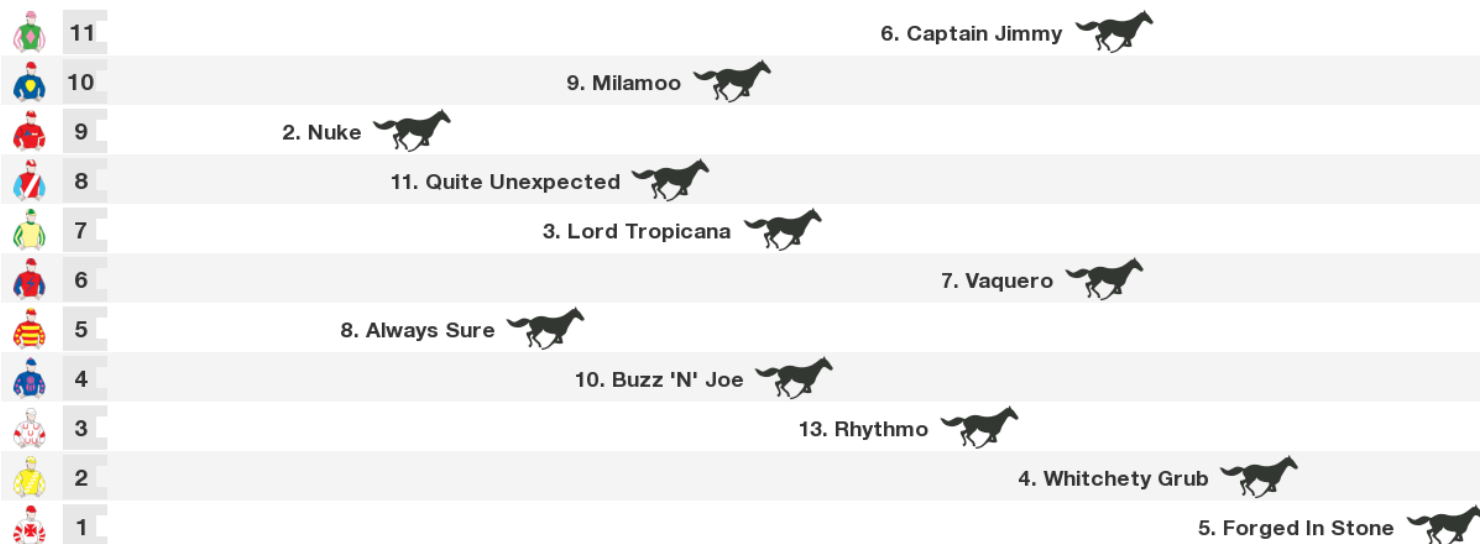 11 6. Captain Jimmy
10 9. Milamoo
9 2. Nuke
8 11. Quite Unexpected
7 3. Lord Tropicana
6 7. Vaquero
5 8. Always Sure
4 10. Buzz 'N' Joe
3 13. Rhythmo
2 4. Whitchety Grub
1 5. Forged In Stone